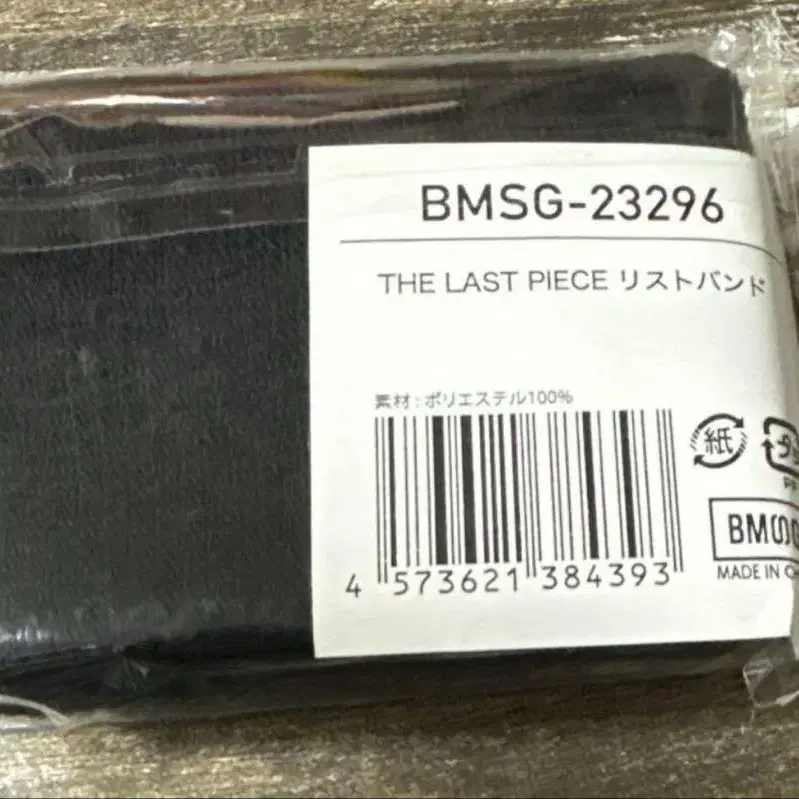 BMSG-23296
THE LAST PIECE リストバンド
素材:ポリエステル100%
紙
4 573621 384393
MADE IN